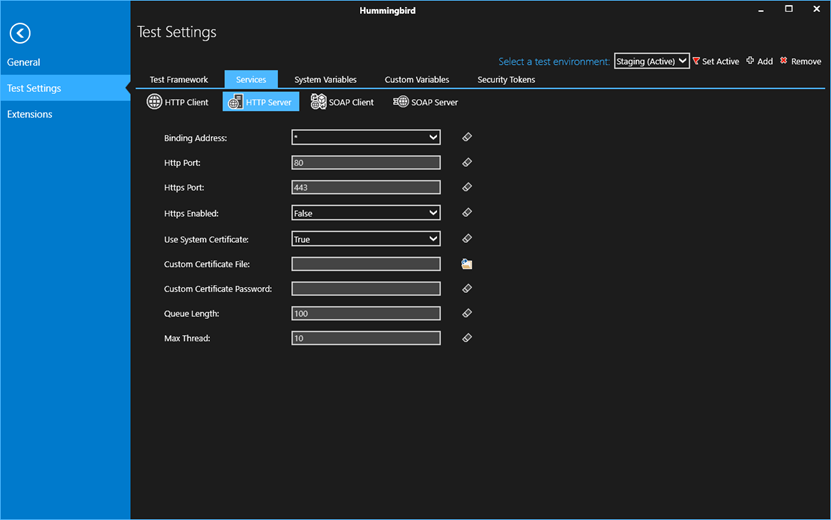 Hummingbird
Test Settings
General
Test Settings
Extensions
Select a test environment: Staging (Active) Set Active Add Remove
Test Framework Services System Variables Custom Variables Security Tokens
HTTP Client HTTP Server SOAP Client SOAP Server
Binding Address: *
Http Port: 80
Https Port: 443
Https Enabled: False
Use System Certificate: True
Custom Certificate File:
Custom Certificate Password:
Queue Length: 100
Max Thread: 10